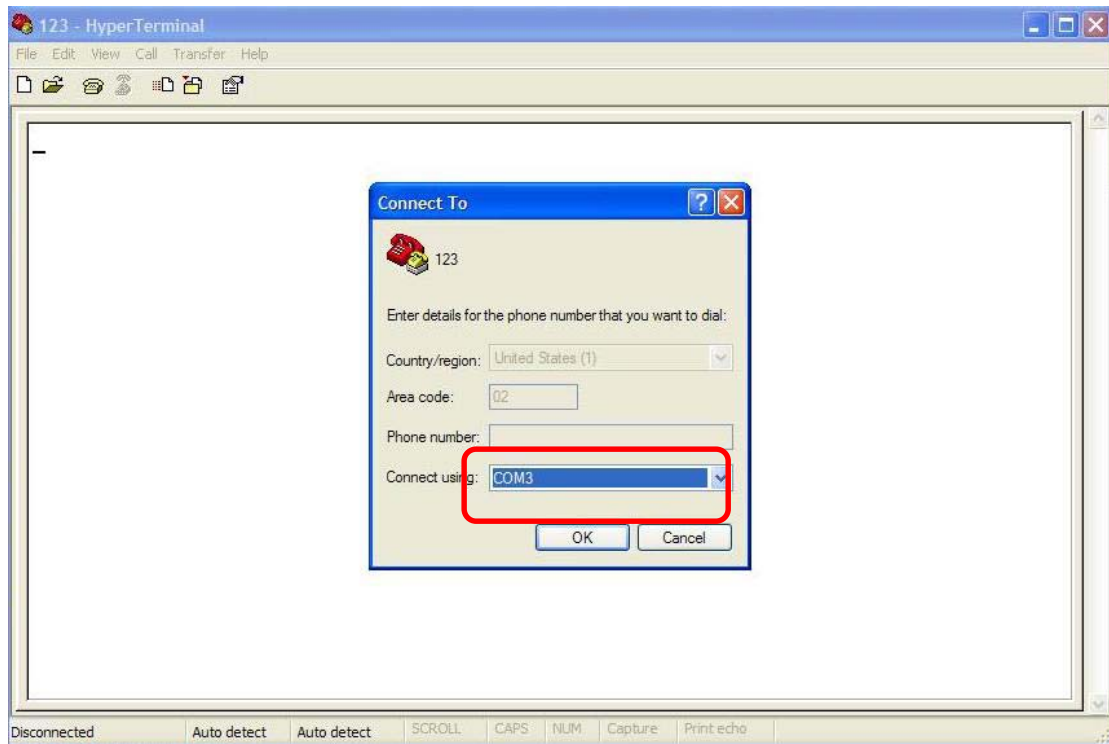 123 - HyperTerminal
File Edit View Call Transfer Help
Connect To
123
Enter details for the phone number that you want to dial:
Country/region: United States (1)
Area code: 02
Phone number:
Connect using: COM3
OK Cancel
Disconnected Auto detect Auto detect SCROLL CAPS NUM Capture Print echo